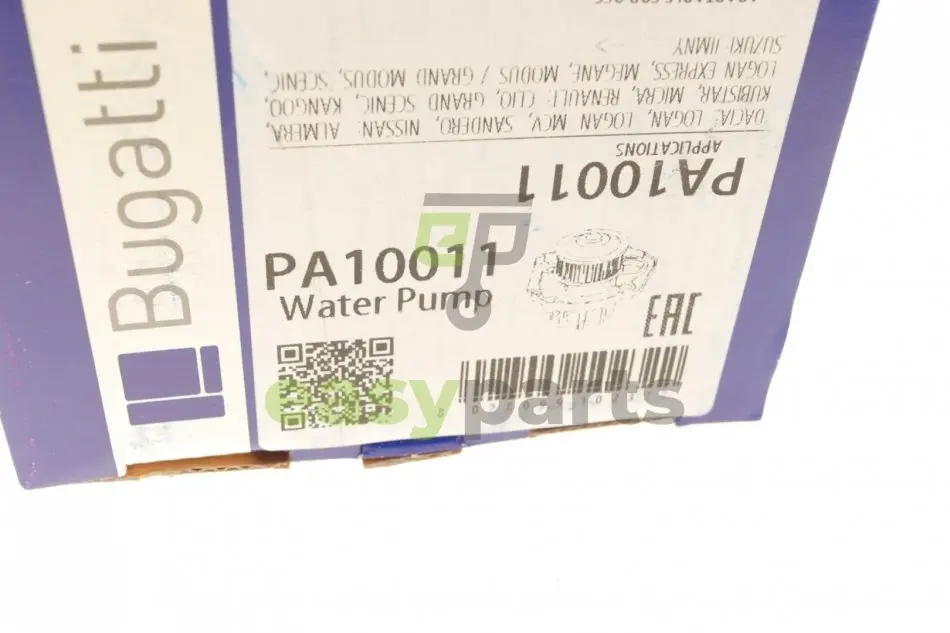 Bugatti
PA10011
APPLICATIONS
DACIA: LOGAN, LOGAN MCV, SANDERO, NISSAN: ALMERA,
KUBISTAR, MICRA, RENAULT: CLIO, GRAND SCENIC, KANGOO,
LOGAN EXPRESS, MEGANE, MODUS / GRAND MODUS, SCENIC,
SUZUKI: JIMNY
PA10011
Water Pump
EAC
easyparts